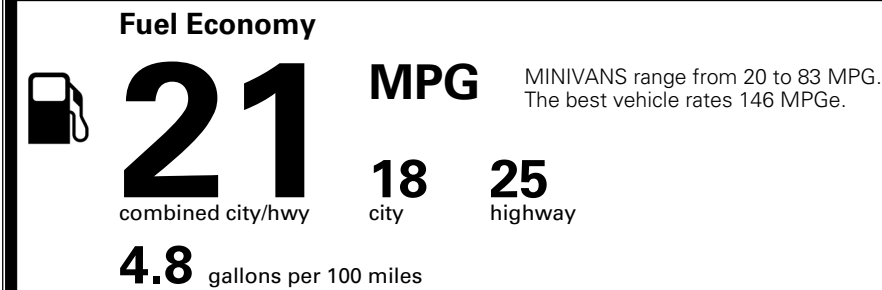 Fuel Economy
21
MPG
MINIVANS range from 20 to 83 MPG.
The best vehicle rates 146 MPGe.
combined city/hwy
18
city
25
highway
4.8 gallons per 100 miles